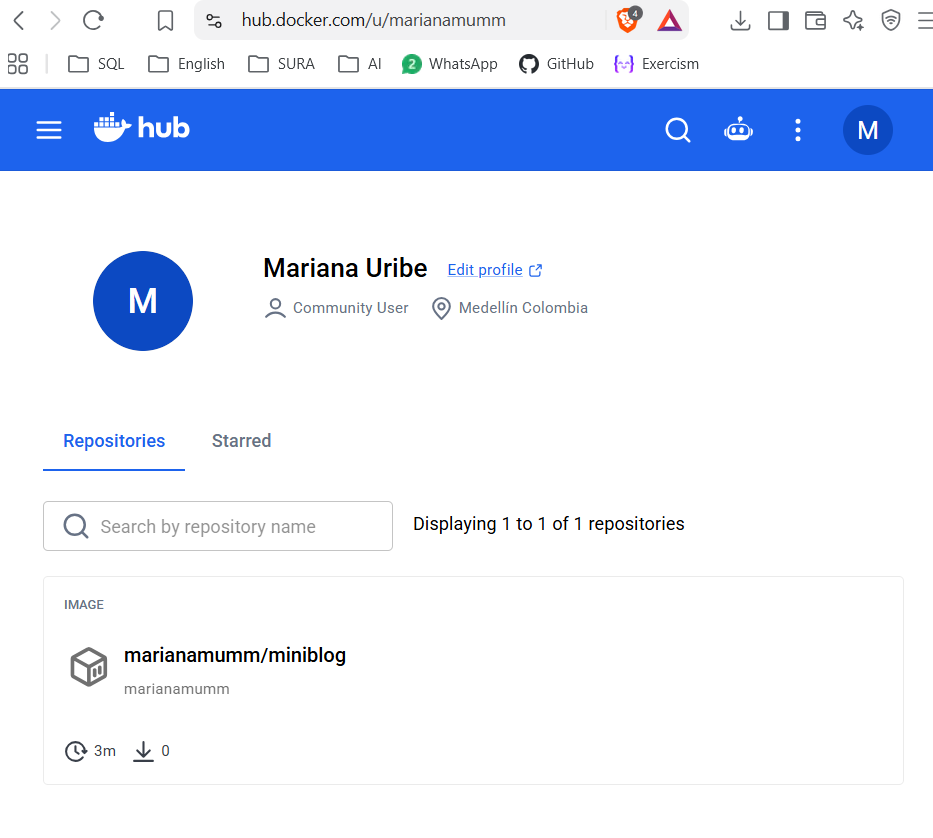 hub.docker.com/u/marianamumm 4
SQL English SURA AI 2 WhatsApp GitHub Exercism
hub M
M
Mariana Uribe Edit profile
Community User Medellín Colombia
Repositories Starred
Search by repository name Displaying 1 to 1 of 1 repositories
IMAGE
marianamumm/miniblog
marianamumm
3m 0